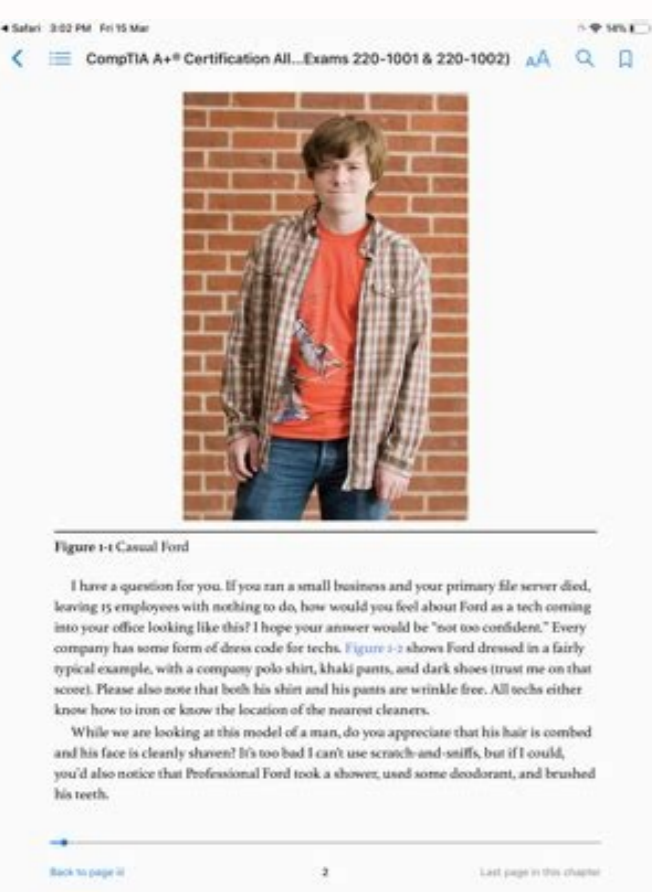 Safari 3:02 PM Fri 15 Mar 14%
CompTIA A+® Certification All...Exams 220-1001 & 220-1002) AA
Figure 1-1 Casual Ford
I have a question for you. If you ran a small business and your primary file server died,
leaving 15 employees with nothing to do, how would you feel about Ford as a tech coming
into your office looking like this? I hope your answer would be "not too confident." Every
company has some form of dress code for techs. Figure 1-2 shows Ford dressed in a fairly
typical example, with a company polo shirt, khaki pants, and dark shoes (trust me on that
score). Please also note that both his shirt and his pants are wrinkle free. All techs either
know how to iron or know the location of the nearest cleaners.
While we are looking at this model of a man, do you appreciate that his hair is combed
and his face is cleanly shaven? It's too bad I can't use scratch-and-sniffs, but if I could,
you'd also notice that Professional Ford took a shower, used some deodorant, and brushed
his teeth.
Back to page iii 2 Last page in this chapter